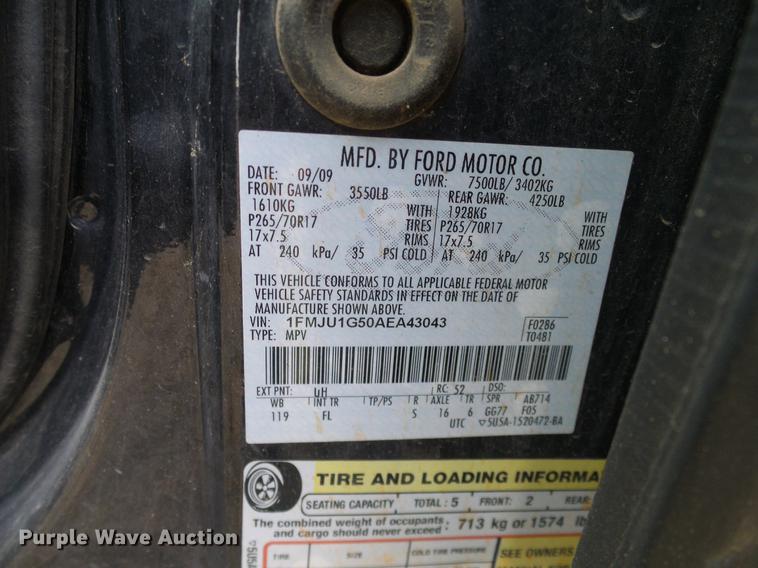 MFD. BY FORD MOTOR CO.
DATE: 09/09 GVWR: 7500LB/ 3402KG
FRONT GAWR: 3550LB REAR GAWR: 4250LB
1610KG WITH 1928KG WITH
P265/70R17 TIRES P265/70R17 TIRES
17x7.5 RIMS 17x7.5 RIMS
AT 240 kPa/ 35 PSI COLD AT 240 kPa/ 35 PSI COLD
THIS VEHICLE CONFORMS TO ALL APPLICABLE FEDERAL MOTOR
VEHICLE SAFETY STANDARDS IN EFFECT ON THE DATE OF
MANUFACTURE SHOWN ABOVE.
VIN: 1FMJU1G50AEA43043 F0286
TYPE: MPV T0481
EXT PNT: UH RC: 52 DSO:
WB INT TR TP/PS R AXLE TR SPR AB714
119 FL S 16 6 GG77 F05
UTC ▽5U5A-1520472-BA
TIRE AND LOADING INFORMA
SEATING CAPACITY TOTAL: 5 FRONT: 2 REAR:
The combined weight of occupants and cargo should never exceed: 713 kg or 1574 lb
TIRE SIZE COLD TIRE PRESSURE SEE OWNERS
Purple Wave Auction